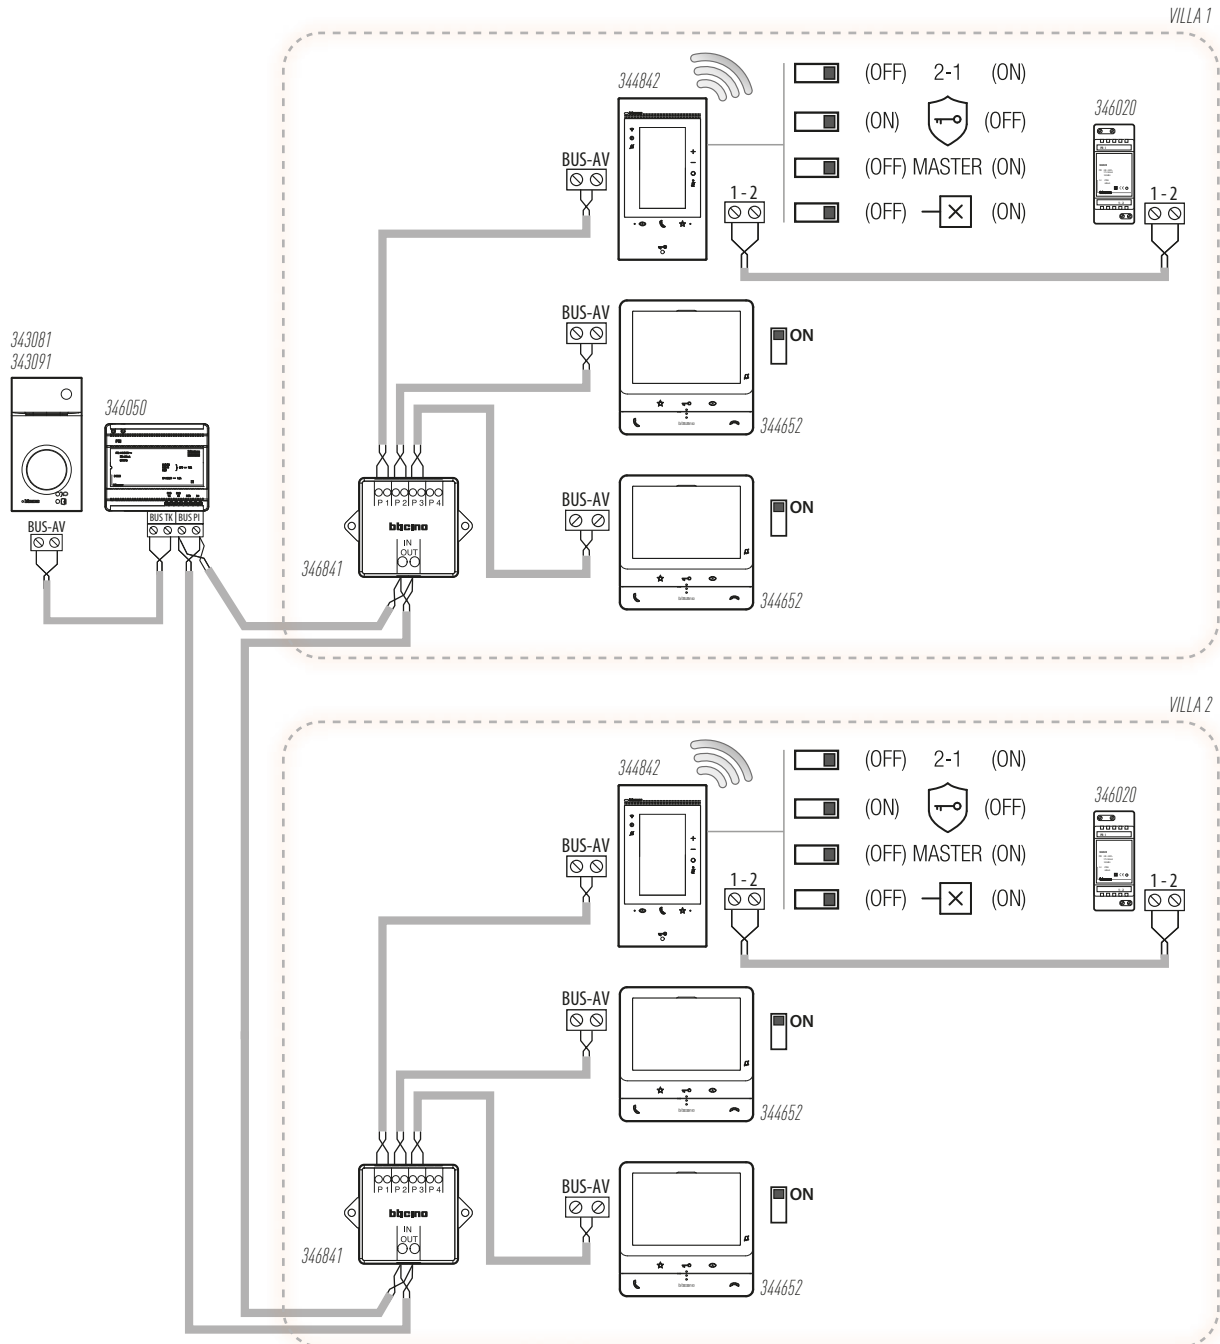 VILLA 1
344842
(OFF) 2-1 (ON)
(ON) (OFF)
(OFF) MASTER (ON)
(OFF) (ON)
346020
BUS-AV
1 - 2
1 - 2
BUS-AV
ON
344652
343081
343091
346050
BUS-AV
BUS TK BUS PI
P1 P2 P3 P4
bticino
IN
OUT
346841
BUS-AV
ON
344652
VILLA 2
344842
(OFF) 2-1 (ON)
(ON) (OFF)
(OFF) MASTER (ON)
(OFF) (ON)
346020
BUS-AV
1 - 2
1 - 2
BUS-AV
ON
344652
P1 P2 P3 P4
bticino
IN
OUT
346841
BUS-AV
ON
344652